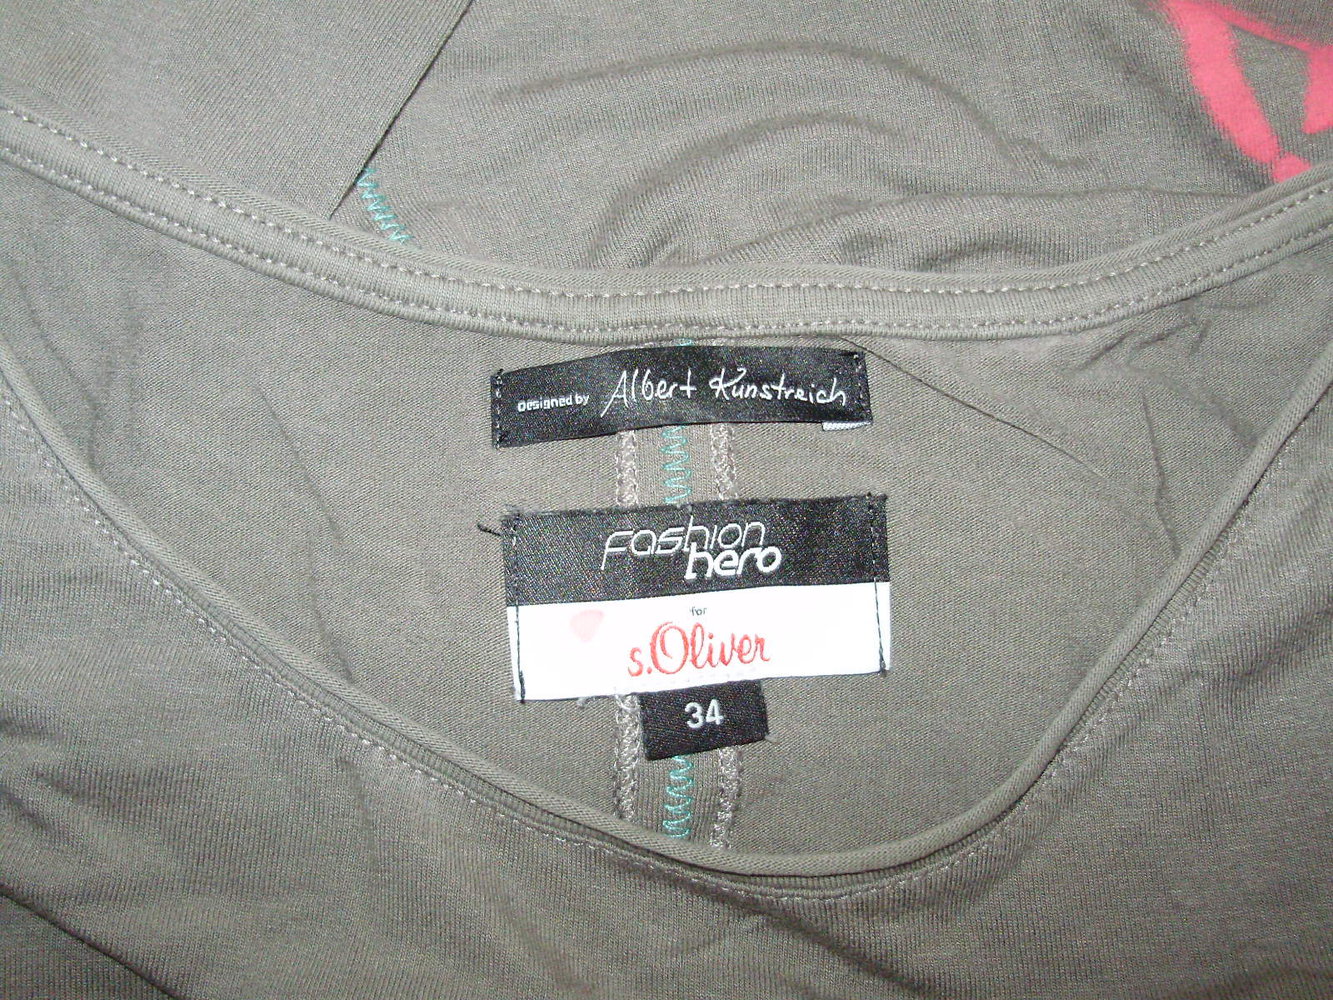 Designed by Albert Kunstreich
Fashion
hero
for
s.Oliver
34